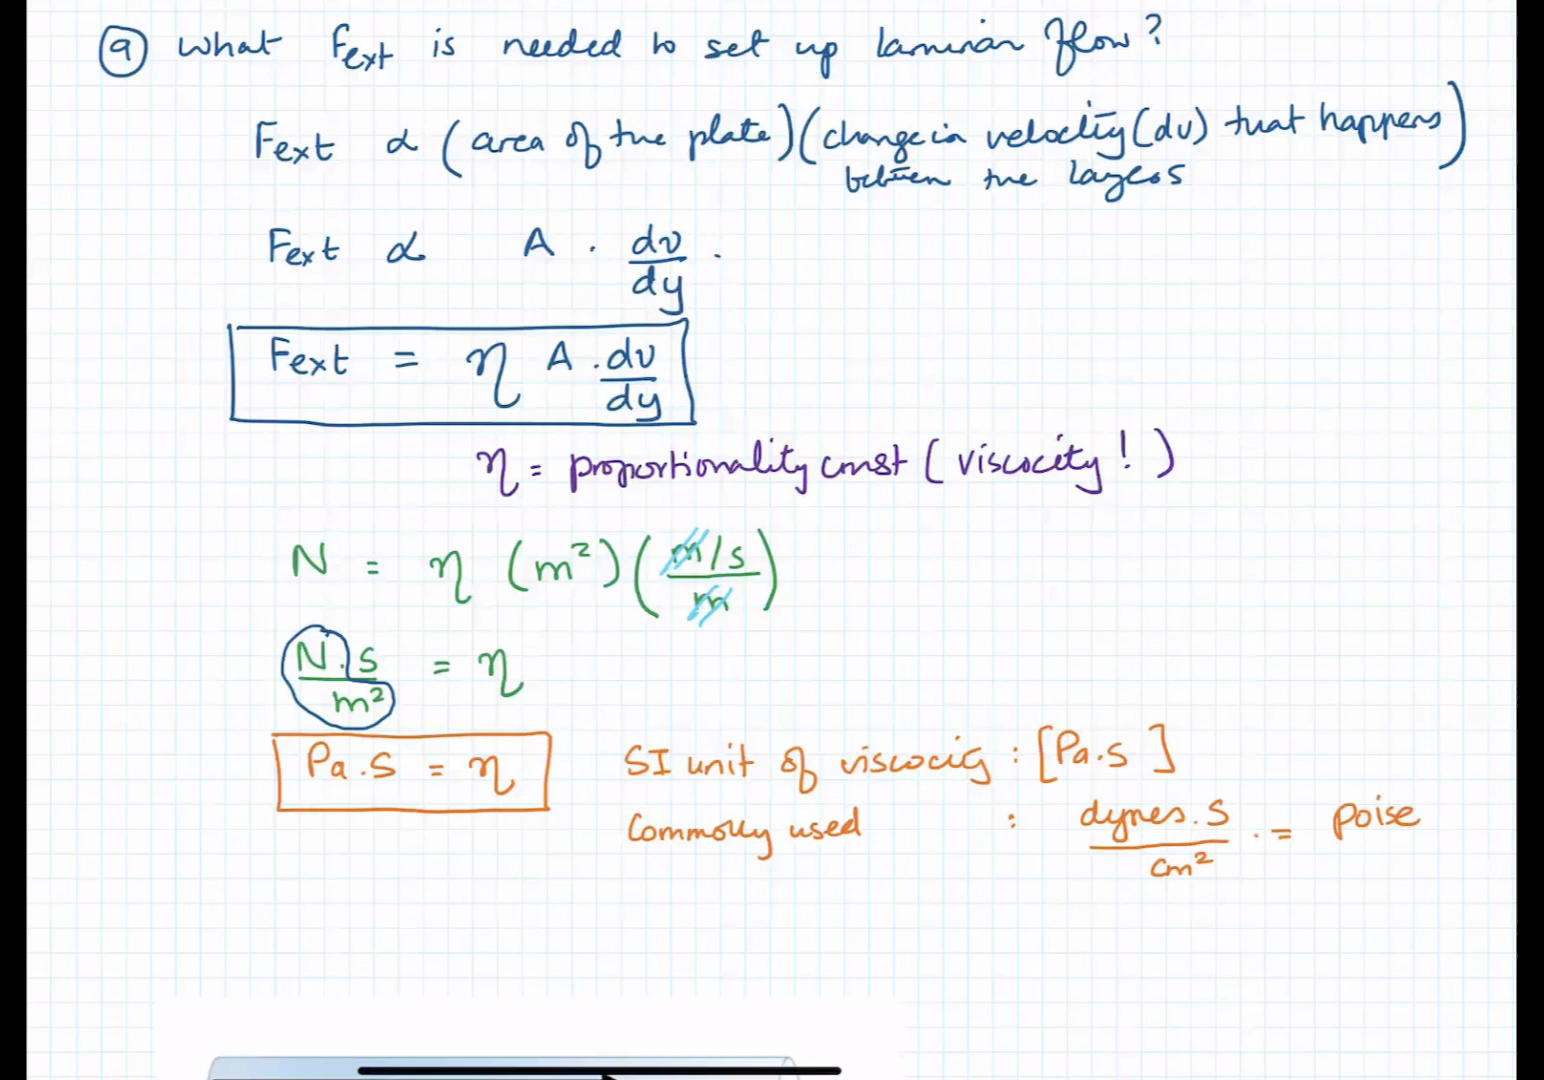 (9) What Fext is needed to set up laminar flow?
Fext α (area of the plate)(change in velocity (dv) that happens)
between the layers
Fext α A . dv/dy .
Fext = η A . dv/dy
η = proportionality const (viscocity!)
N = η (m²) (m/s / m)
N.s/m² = η
Pa.s = η
SI unit of viscocity : [Pa.s]
Commonly used : dynes.s/cm² . = Poise